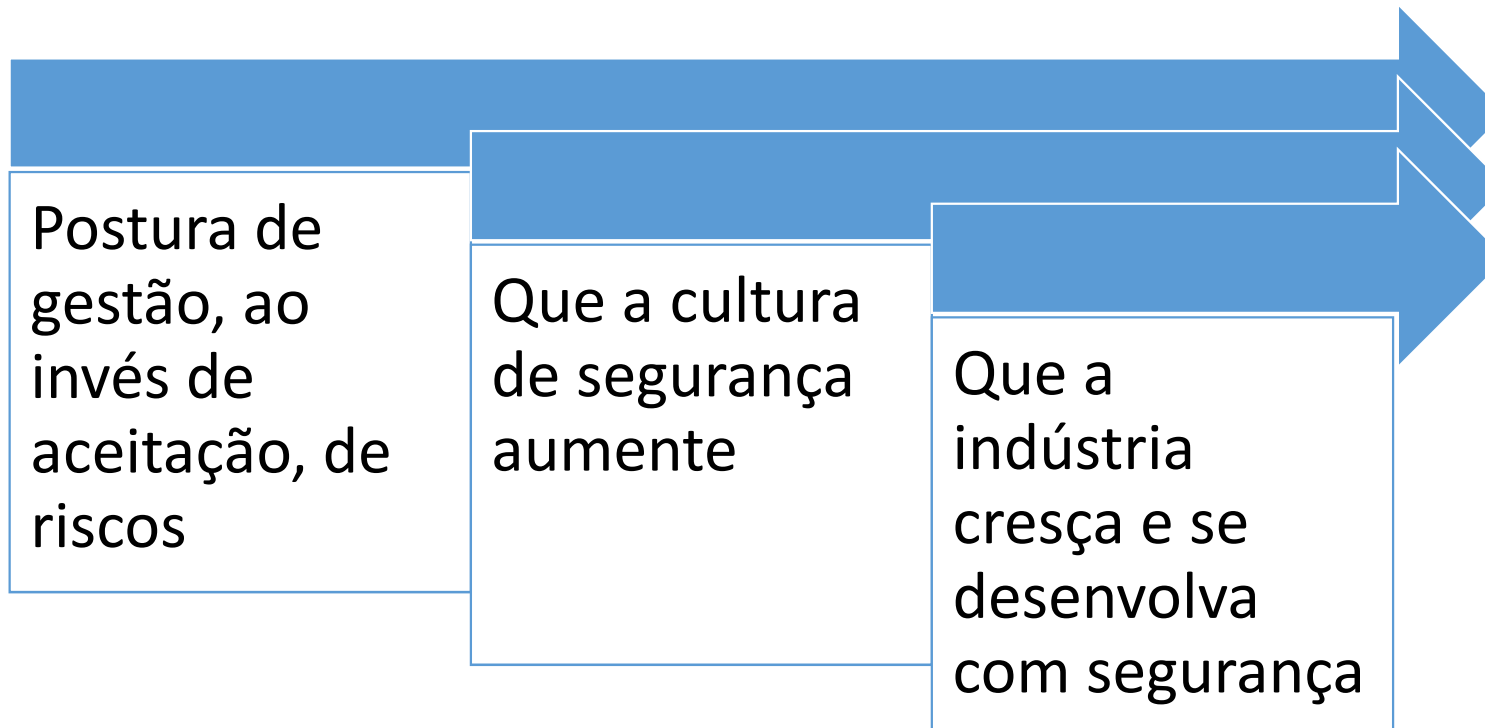 Postura de
gestão, ao
invés de
aceitação, de
riscos
Que a cultura
de segurança
aumente
Que a
indústria
cresça e se
desenvolva
com segurança